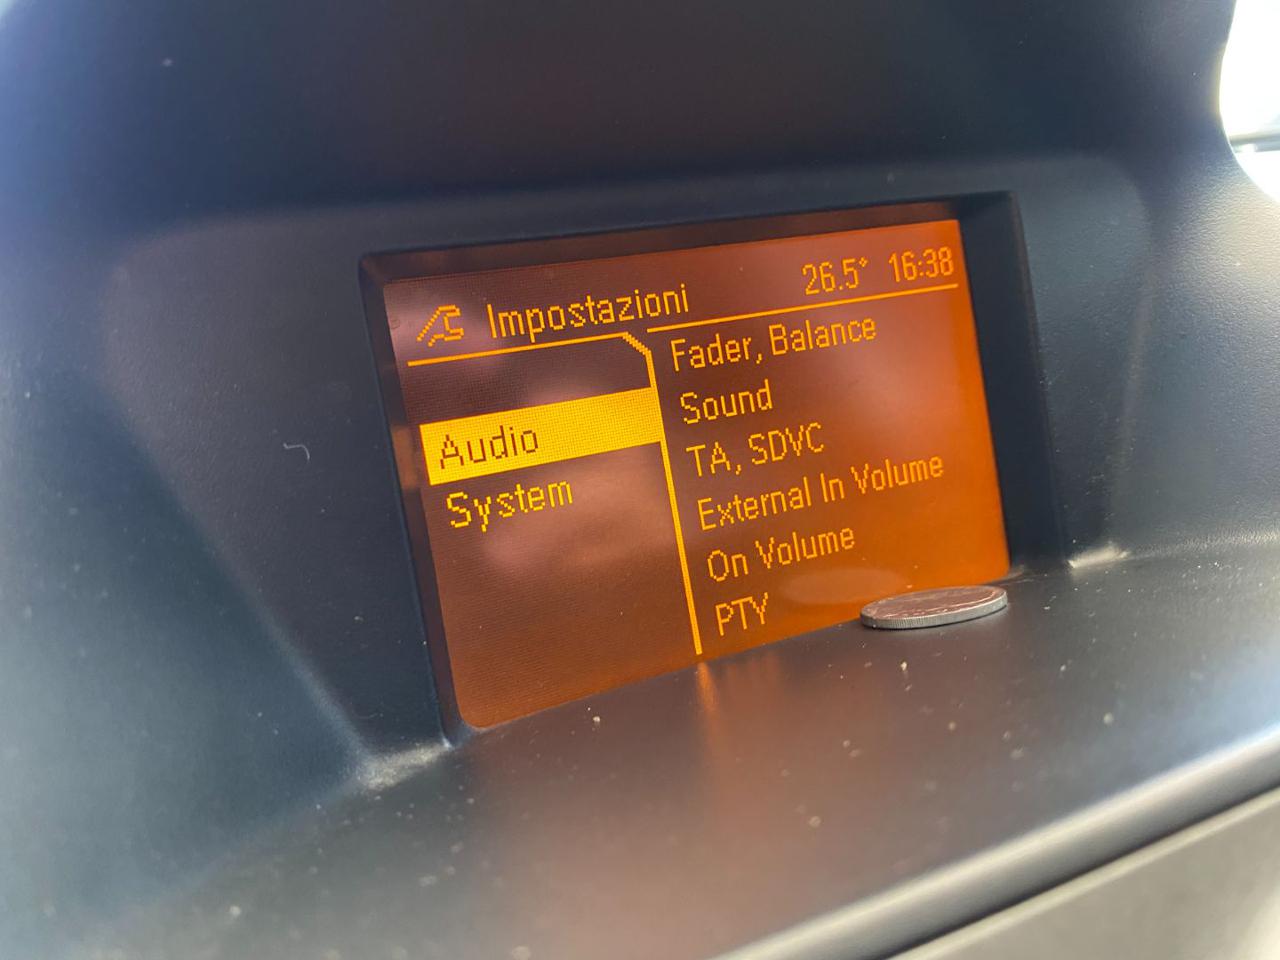 Impostazioni 26.5° 16:38
Audio
System
Fader, Balance
Sound
TA, SDVC
External In Volume
On Volume
PTY